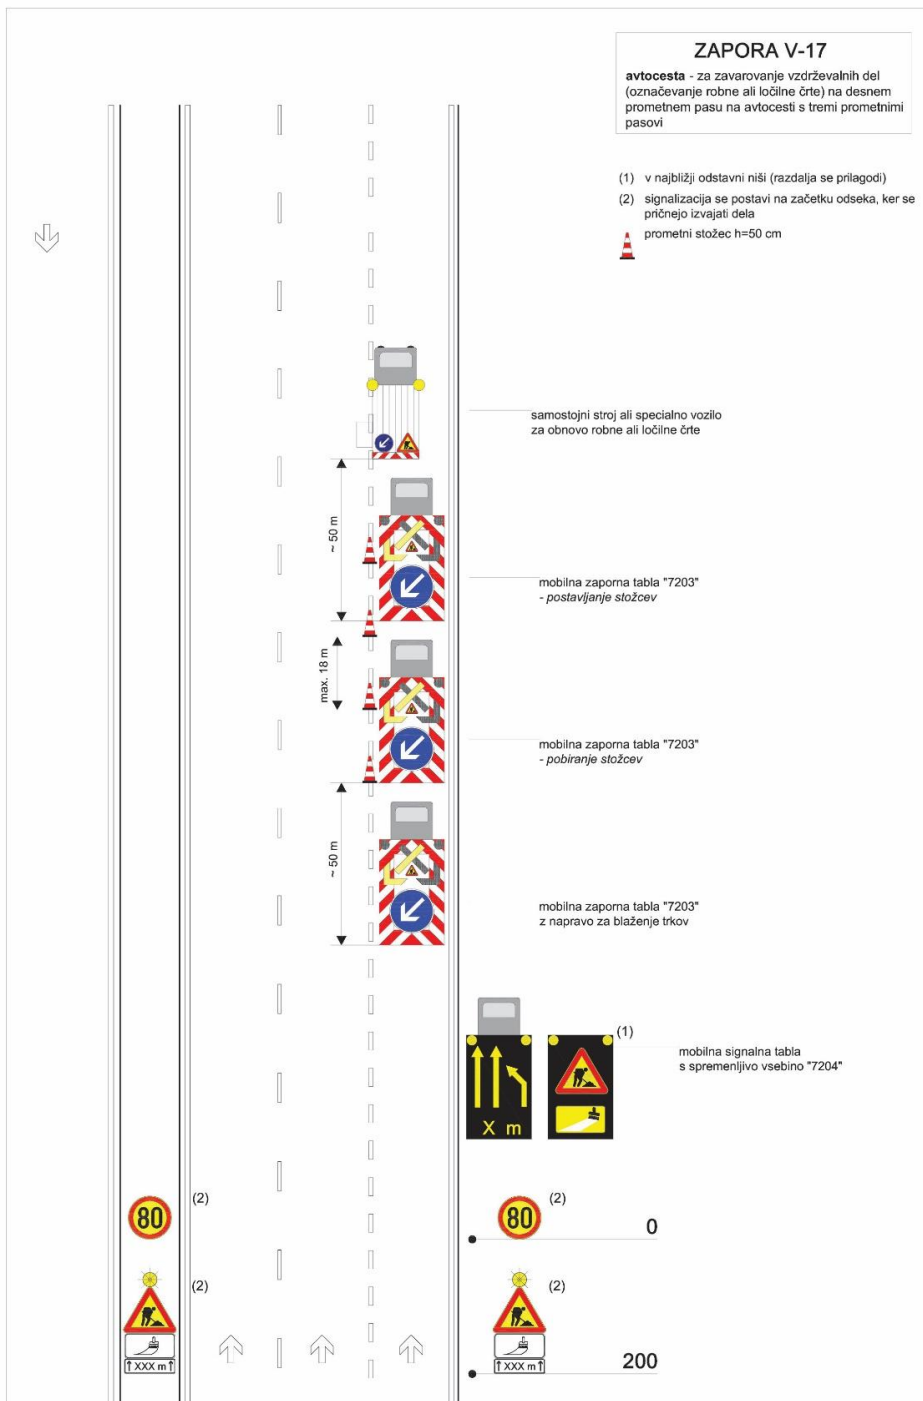 ZAPORA V-17
avtocesta - za zavarovanje vzdrževalnih del
(označevanje robne ali ločilne črte) na desnem
prometnem pasu na avtocesti s tremi prometnimi
pasovi
(1) v najbližji odstavni niši (razdalja se prilagodi)
(2) signalizacija se postavi na začetku odseka, ker se
pričnejo izvajati dela
prometni stožec h=50 cm
samostojni stroj ali specialno vozilo
za obnovo robne ali ločilne črte
~ 50 m
mobilna zaporna tabla "7203"
- postavljanje stožcev
max. 18 m
mobilna zaporna tabla "7203"
- pobiranje stožcev
~ 50 m
mobilna zaporna tabla "7203"
z napravo za blaženje trkov
(1)
mobilna signalna tabla
s spremenljivo vsebino "7204"
X m
80
(2)
80
(2)
0
(2)
(2)
XXX m
XXX m
200